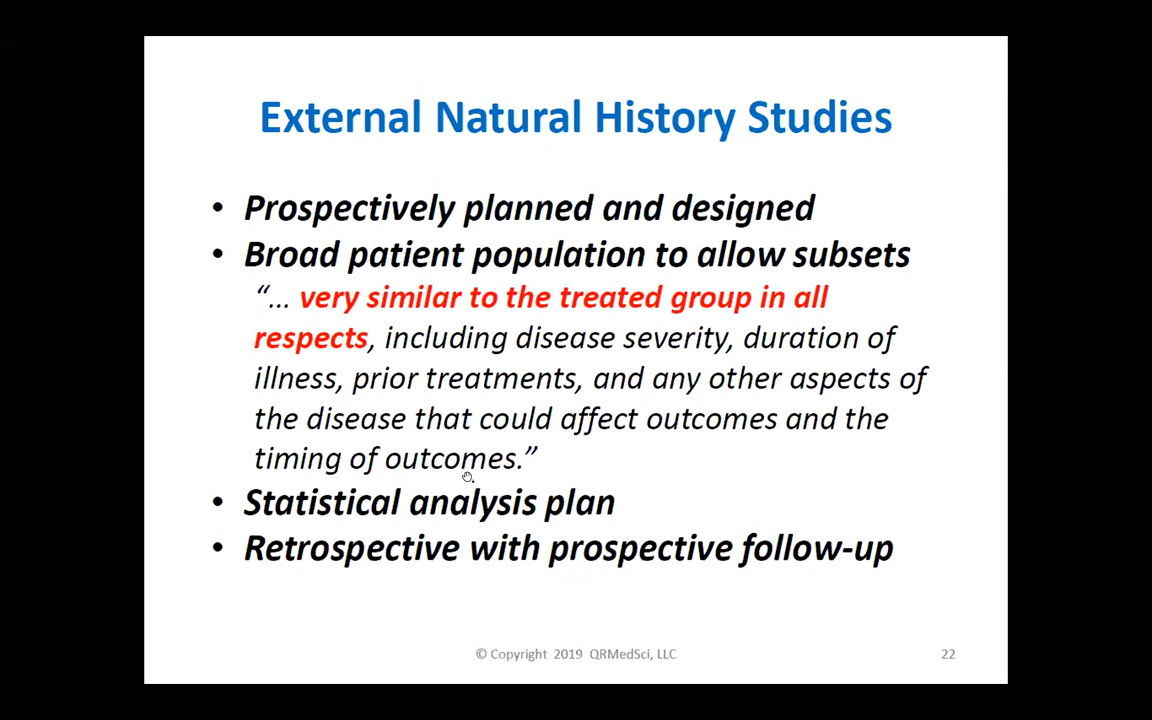 External Natural History Studies
• Prospectively planned and designed
• Broad patient population to allow subsets
“... very similar to the treated group in all
respects, including disease severity, duration of
illness, prior treatments, and any other aspects of
the disease that could affect outcomes and the
timing of outcomes.”
• Statistical analysis plan
• Retrospective with prospective follow-up
© Copyright 2019 QRMedSci, LLC
22